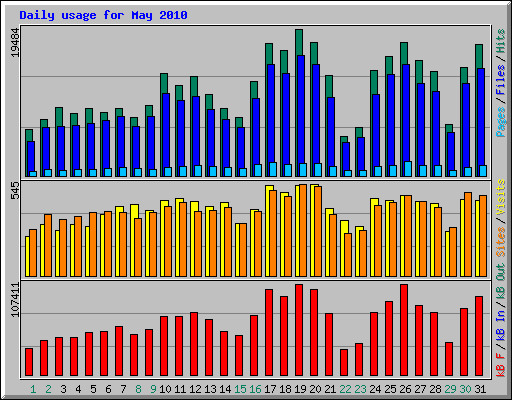 Daily usage for May 2010
19484
Pages / Files / Hits
545
Sites / Visits
107411
kB F / kB In / kB Out
1 2 3 4 5 6 7 8 9 10 11 12 13 14 15 16 17 18 19 20 21 22 23 24 25 26 27 28 29 30 31